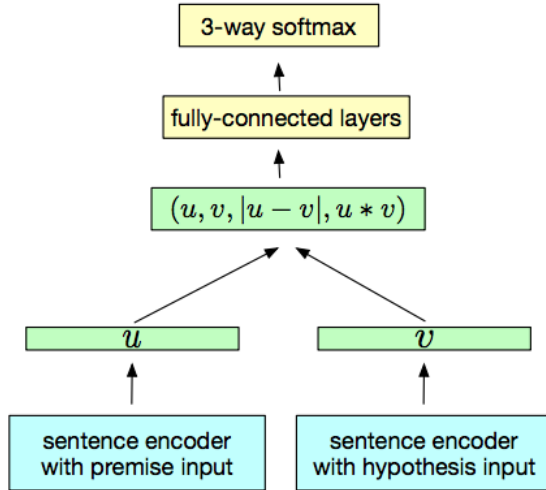 3-way softmax
fully-connected layers
(u, v, |u − v|, u ∗ v)
u
v
sentence encoder
with premise input
sentence encoder
with hypothesis input